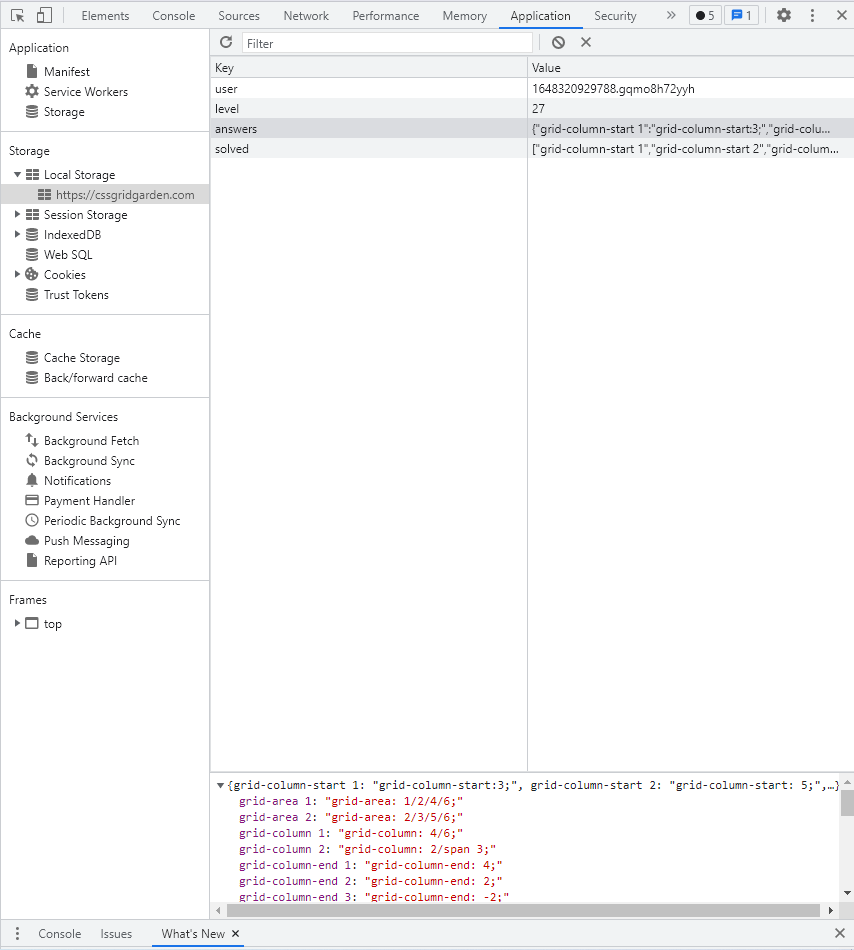 Elements Console Sources Network Performance Memory Application Security » 5 1
Application
Manifest
Service Workers
Storage
Storage
Local Storage
https://cssgridgarden.com
Session Storage
IndexedDB
Web SQL
Cookies
Trust Tokens
Cache
Cache Storage
Back/forward cache
Background Services
Background Fetch
Background Sync
Notifications
Payment Handler
Periodic Background Sync
Push Messaging
Reporting API
Frames
top
Filter
Key Value
user 1648320929788.gqmo8h72yyh
level 27
answers {"grid-column-start 1":"grid-column-start:3;","grid-colu...
solved ["grid-column-start 1","grid-column-start 2","grid-colum...
{grid-column-start 1: "grid-column-start:3;", grid-column-start 2: "grid-column-start: 5;",…}
grid-area 1: "grid-area: 1/2/4/6;"
grid-area 2: "grid-area: 2/3/5/6;"
grid-column 1: "grid-column: 4/6;"
grid-column 2: "grid-column: 2/span 3;"
grid-column-end 1: "grid-column-end: 4;"
grid-column-end 2: "grid-column-end: 2;"
grid-column-end 3: "grid-column-end: -2;"
Console Issues What's New